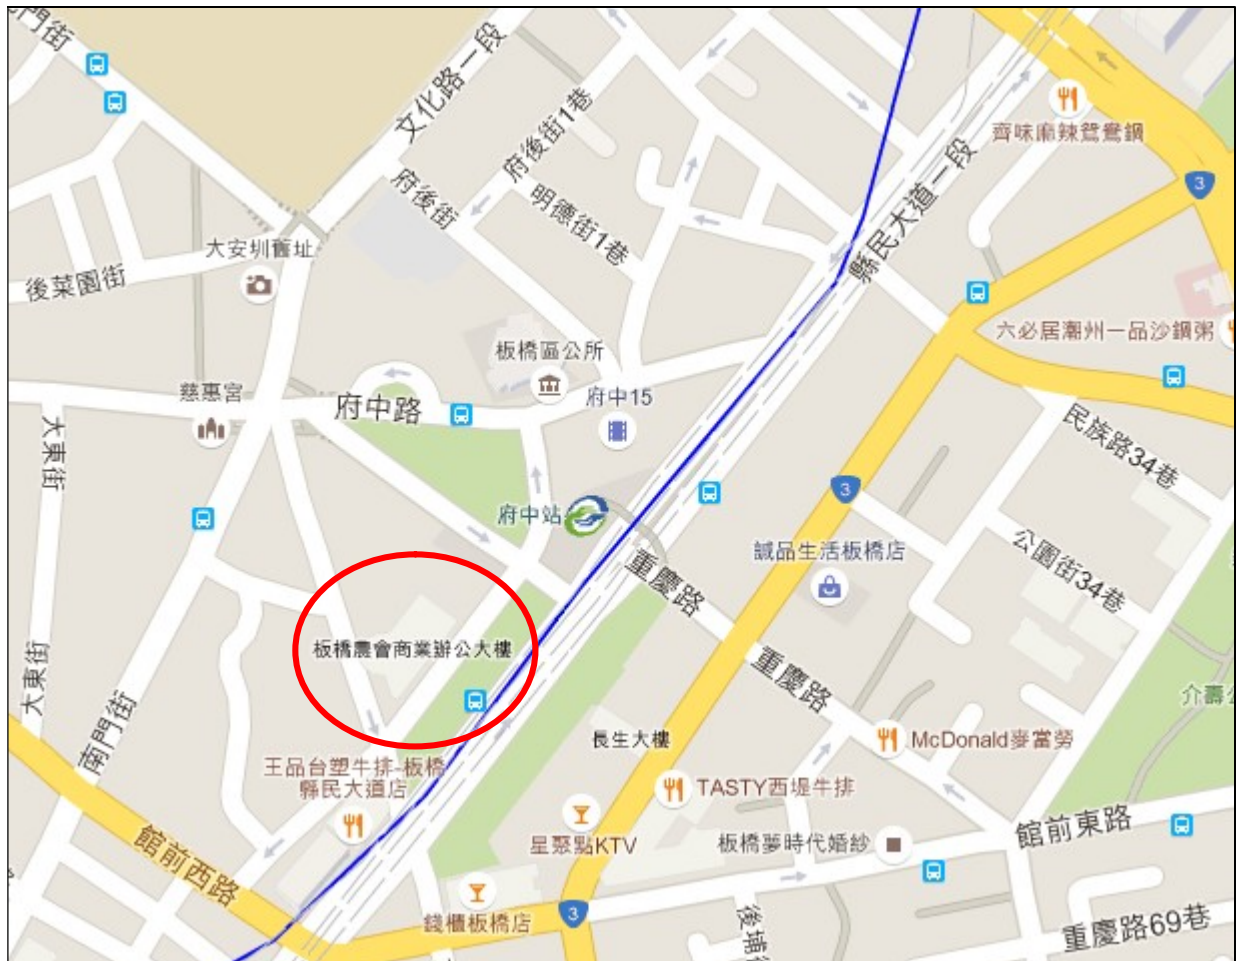 北門街
文化路一段
府後街1巷
齊味麻辣鴛鴦鍋
府後街
明德街1巷
縣民大道一段
3
大安圳舊址
後菜園街
板橋區公所
六必居潮州一品沙鍋粥
慈惠宮
府中路
府中15
民族路34巷
大東街
3
府中站
重慶路
誠品生活板橋店
公園街34巷
板橋農會商業辦公大樓
大東街
重慶路
介壽公
南門街
長生大樓
McDonald麥當勞
王品台塑牛排-板橋
縣民大道店
TASTY西堤牛排
館前西路
星聚點KTV
板橋夢時代婚紗
館前東路
錢櫃板橋店
3
後埔街
重慶路69巷